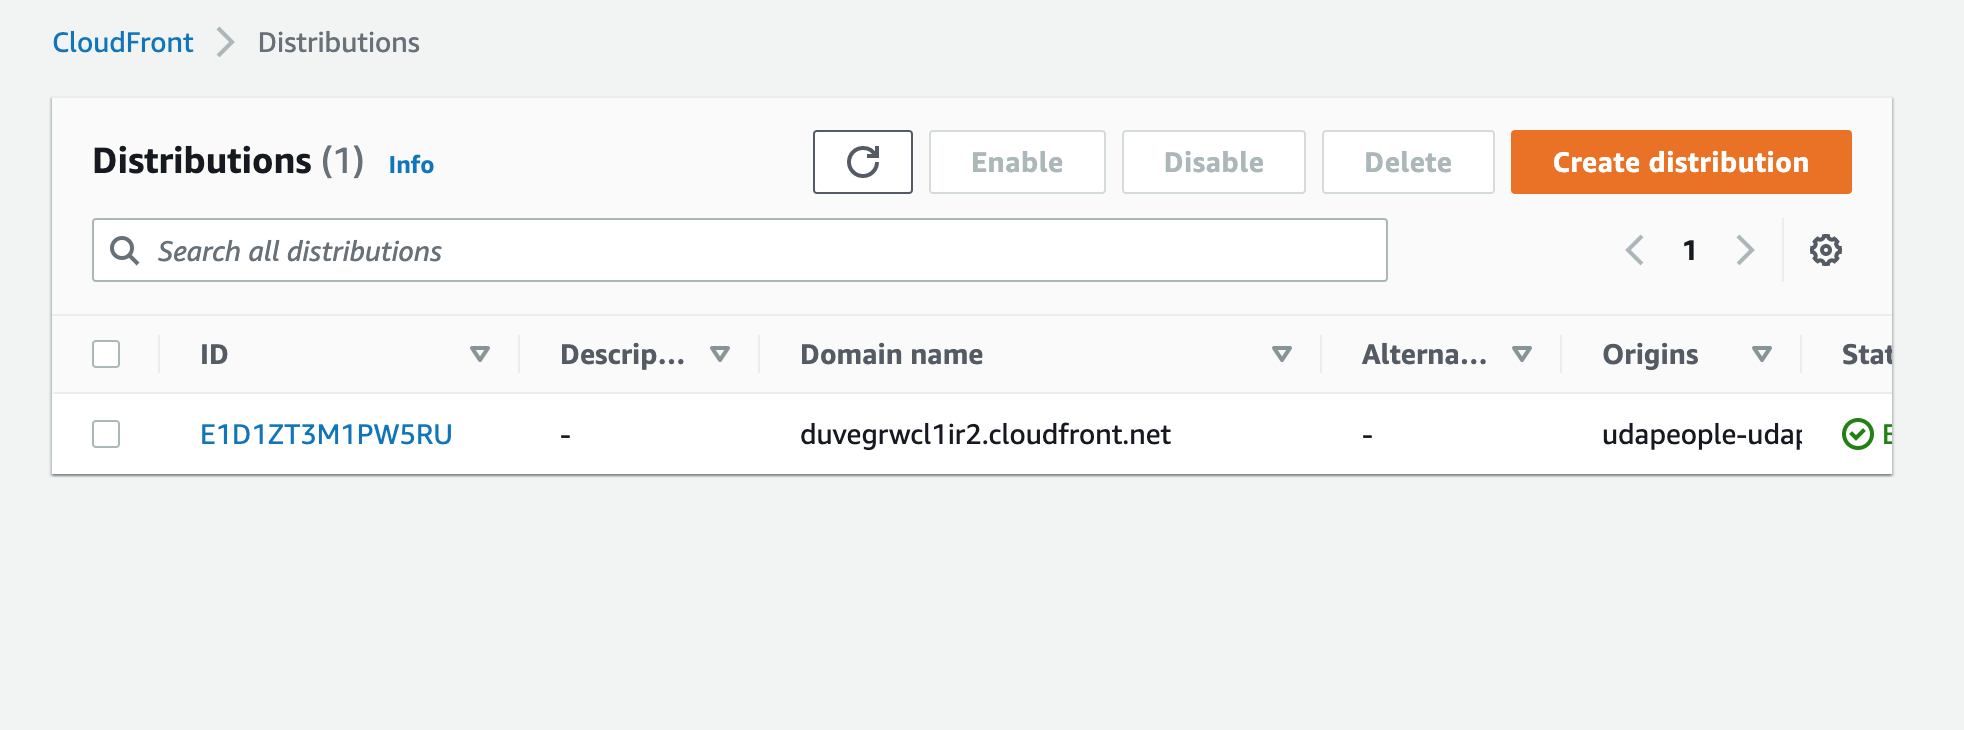 CloudFront Distributions
Distributions (1) Info
Enable Disable Delete Create distribution
Search all distributions
1
ID Descrip... Domain name Alterna... Origins Stat
E1D1ZT3M1PW5RU - duvegrwcl1ir2.cloudfront.net - udapeople-udap E